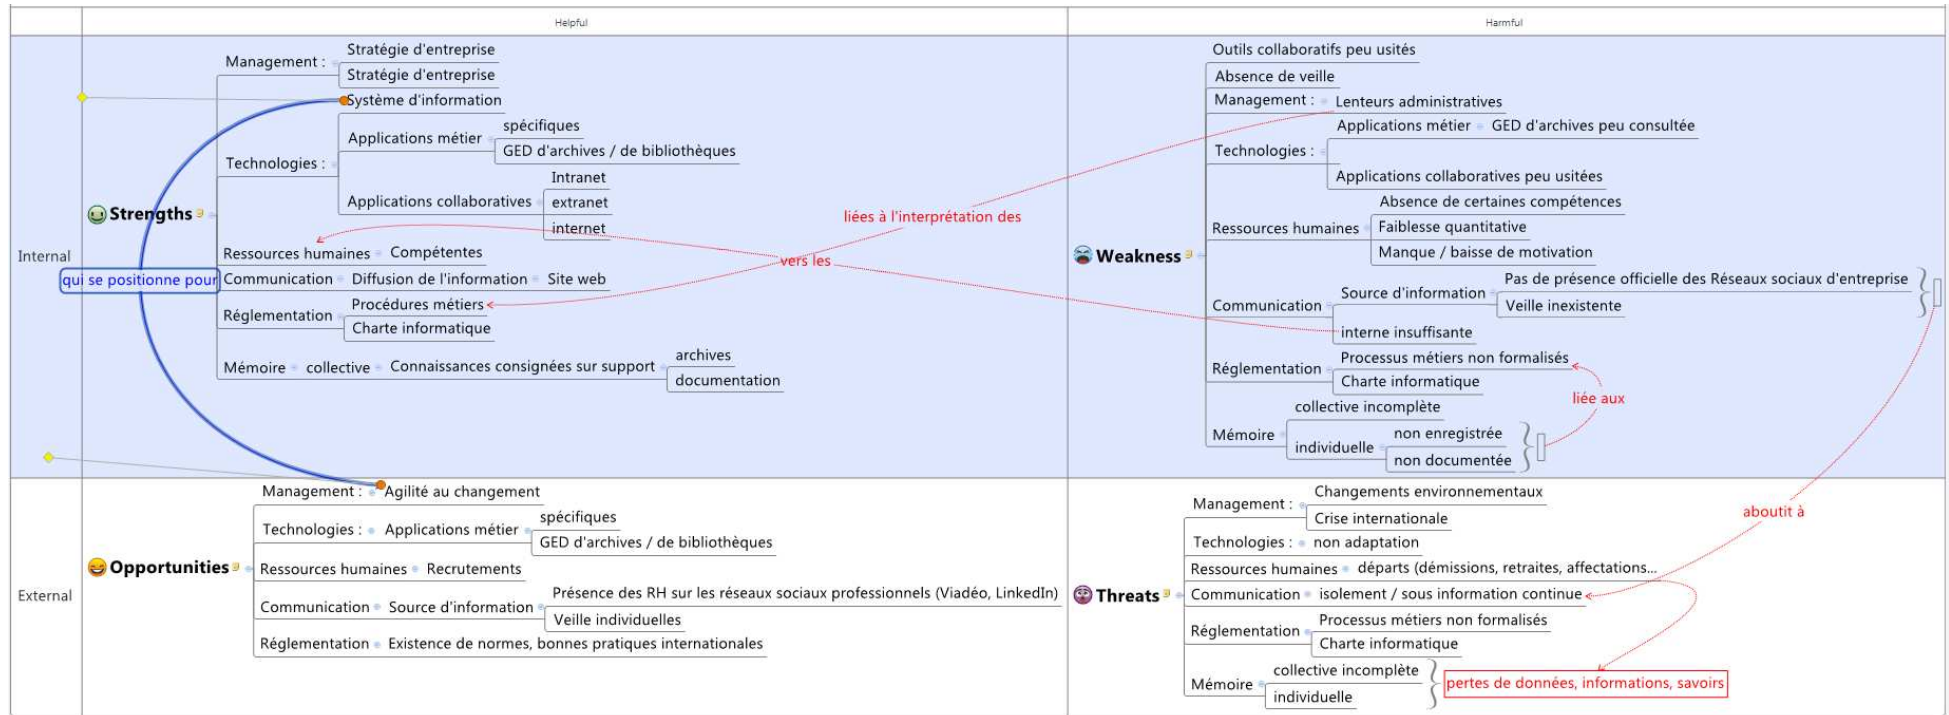 Helpful
Harmful
Internal
Strengths
Management :
Stratégie d'entreprise
Stratégie d'entreprise
Technologies :
Système d'information
Applications métier
spécifiques
GED d'archives / de bibliothèques
Applications collaboratives
Intranet
extranet
internet
Ressources humaines
Compétentes
Communication
Diffusion de l'information
Site web
Réglementation
Procédures métiers
Charte informatique
Mémoire
collective
Connaissances consignées sur support
archives
documentation
qui se positionne pour
liées à l'interprétation des
vers les
Weakness
Outils collaboratifs peu usités
Absence de veille
Management :
Lenteurs administratives
Technologies :
Applications métier
GED d'archives peu consultée
Applications collaboratives peu usitées
Ressources humaines
Absence de certaines compétences
Faiblesse quantitative
Manque / baisse de motivation
Communication
Source d'information
Pas de présence officielle des Réseaux sociaux d'entreprise
Veille inexistente
interne insuffisante
Réglementation
Processus métiers non formalisés
Charte informatique
liée aux
Mémoire
collective incomplète
individuelle
non enregistrée
non documentée
External
Opportunities
Management :
Agilité au changement
Technologies :
Applications métier
spécifiques
GED d'archives / de bibliothèques
Ressources humaines
Recrutements
Communication
Source d'information
Présence des RH sur les réseaux sociaux professionnels (Viadéo, LinkedIn)
Veille individuelles
Réglementation
Existence de normes, bonnes pratiques internationales
Threats
Management :
Changements environnementaux
Crise internationale
aboutit à
Technologies :
non adaptation
Ressources humaines
départs (démissions, retraites, affectations...
Communication
isolement / sous information continue
Réglementation
Processus métiers non formalisés
Charte informatique
Mémoire
collective incomplète
individuelle
pertes de données, informations, savoirs